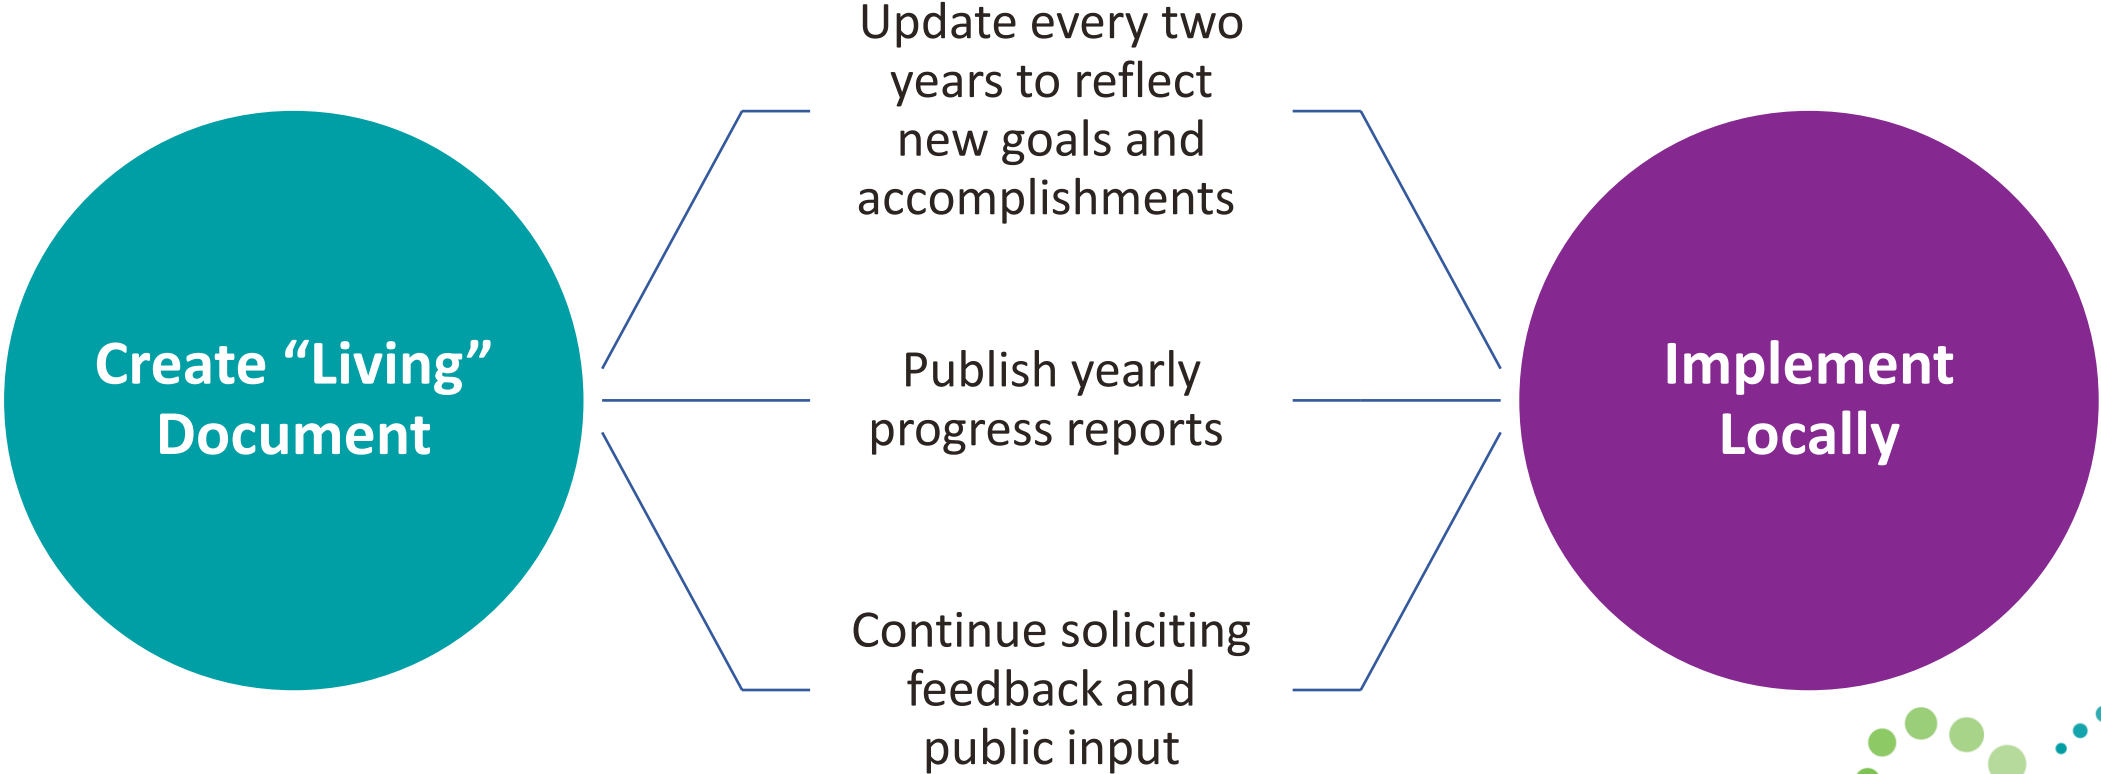 Create “Living”
Document
Update every two
years to reflect
new goals and
accomplishments
Publish yearly
progress reports
Continue soliciting
feedback and
public input
Implement
Locally